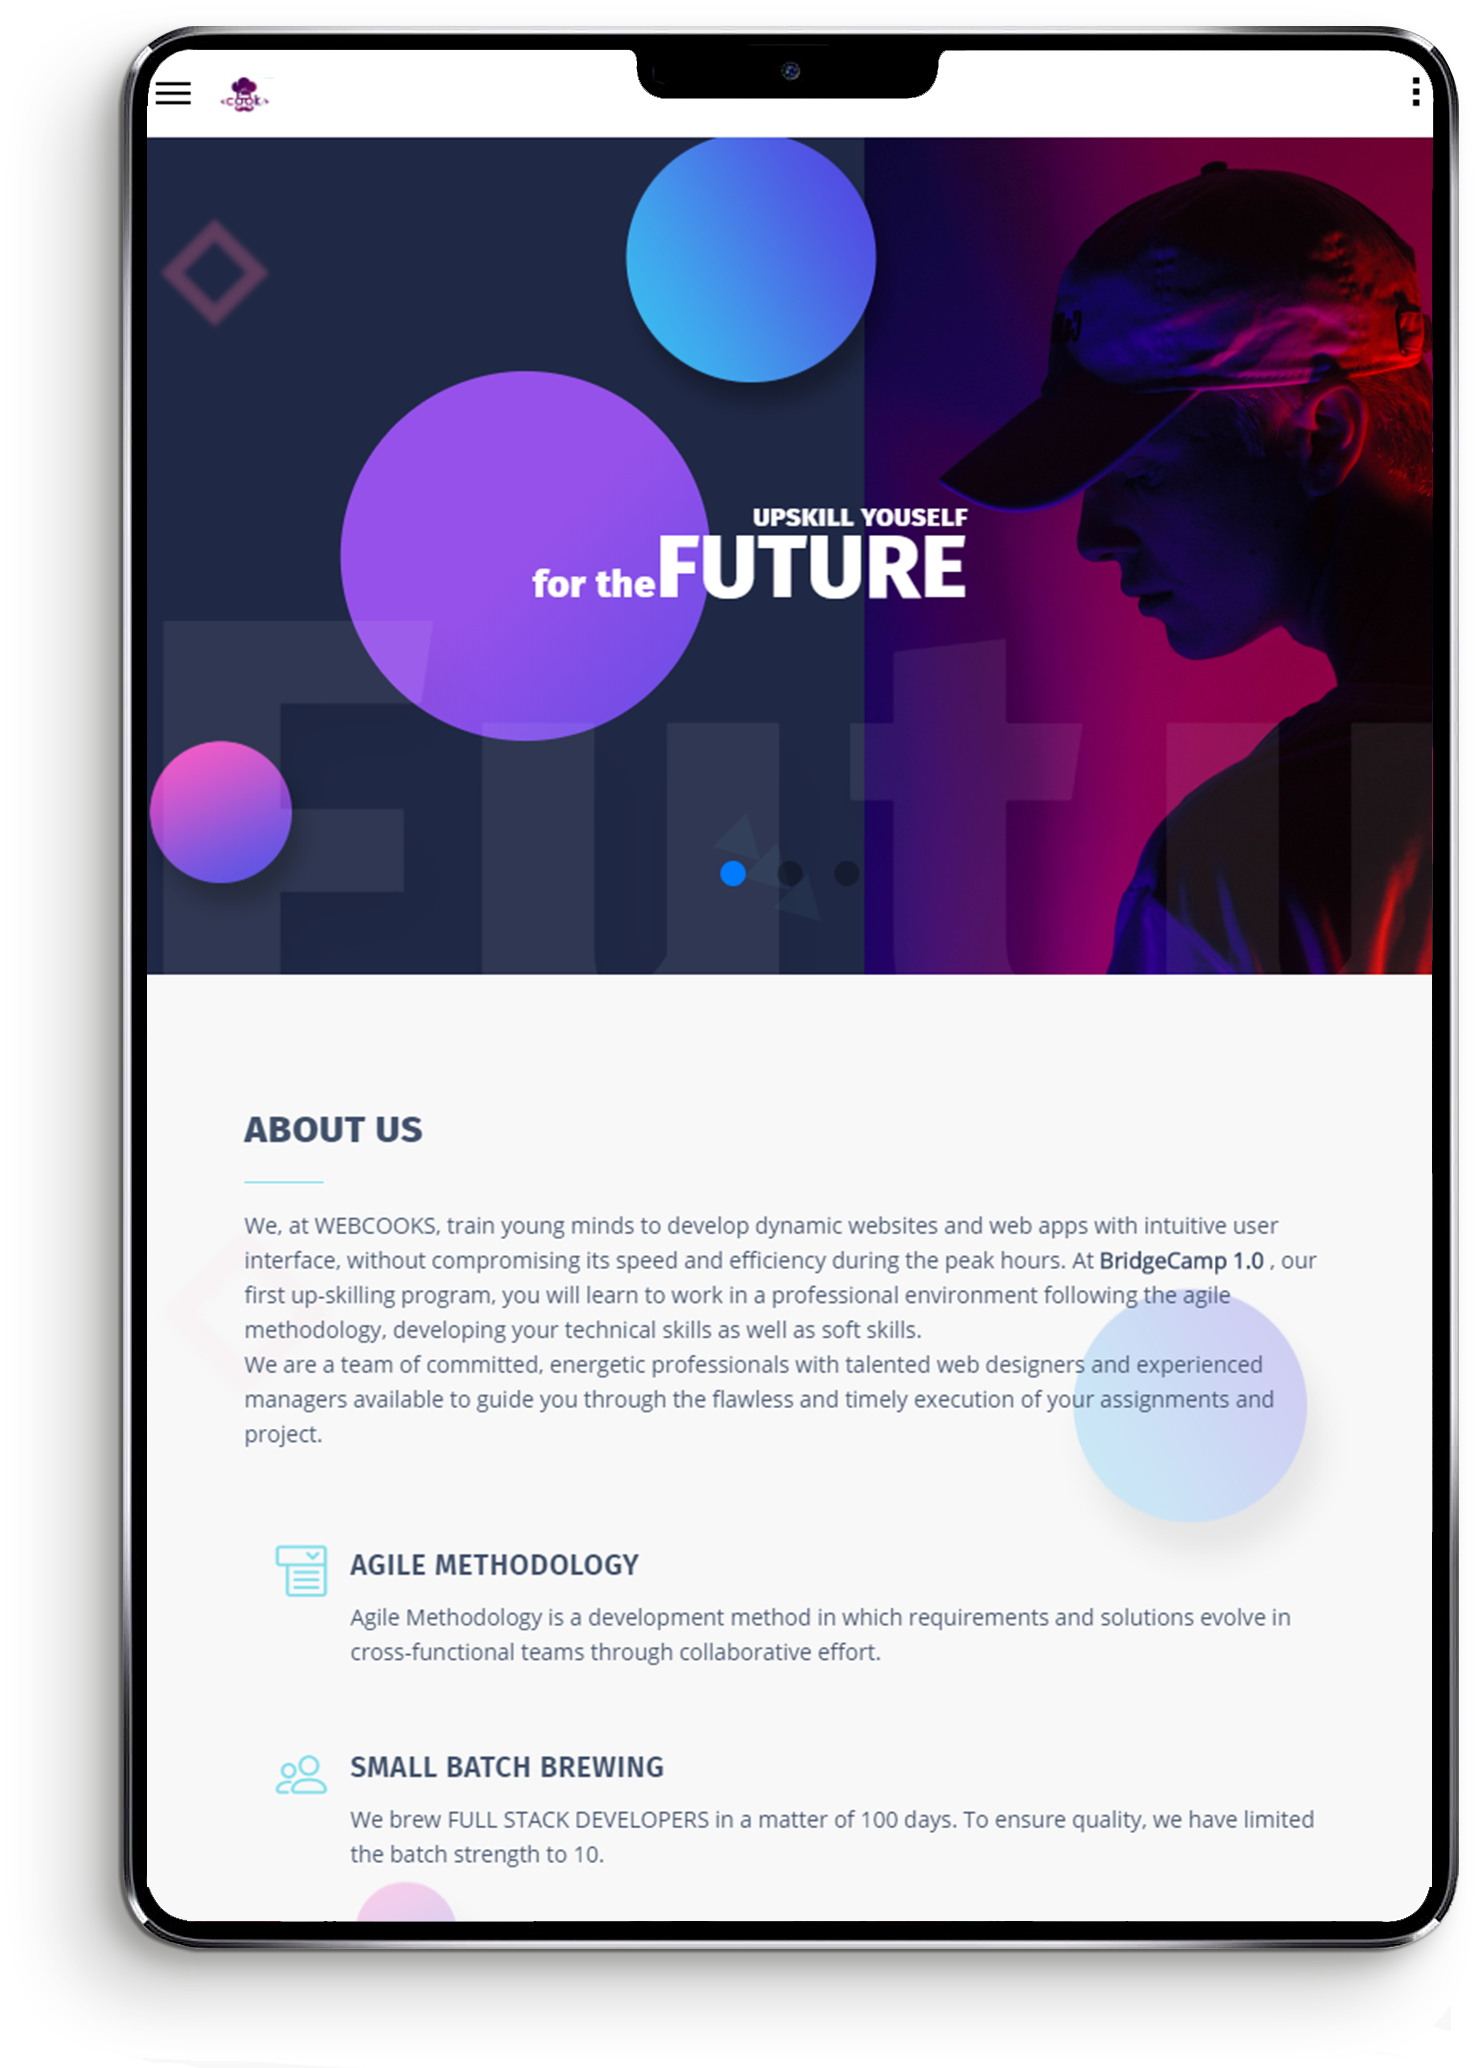 <cook/>
UPSKILL YOUSELF
for the FUTURE
Futu
ABOUT US
We, at WEBCOOKS, train young minds to develop dynamic websites and web apps with intuitive user
interface, without compromising its speed and efficiency during the peak hours. At BridgeCamp 1.0 , our
first up-skilling program, you will learn to work in a professional environment following the agile
methodology, developing your technical skills as well as soft skills.
We are a team of committed, energetic professionals with talented web designers and experienced
managers available to guide you through the flawless and timely execution of your assignments and
project.
AGILE METHODOLOGY
Agile Methodology is a development method in which requirements and solutions evolve in
cross-functional teams through collaborative effort.
SMALL BATCH BREWING
We brew FULL STACK DEVELOPERS in a matter of 100 days. To ensure quality, we have limited
the batch strength to 10.